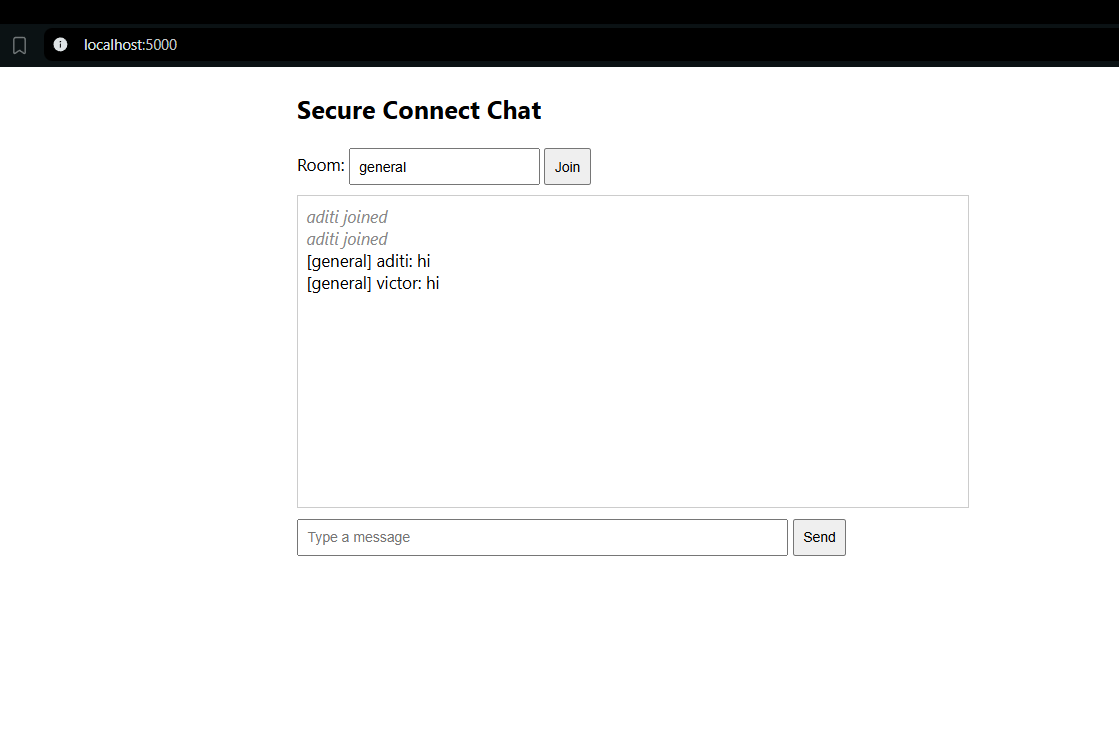 localhost:5000
Secure Connect Chat
Room: general Join
aditi joined
aditi joined
[general] aditi: hi
[general] victor: hi
Type a message Send